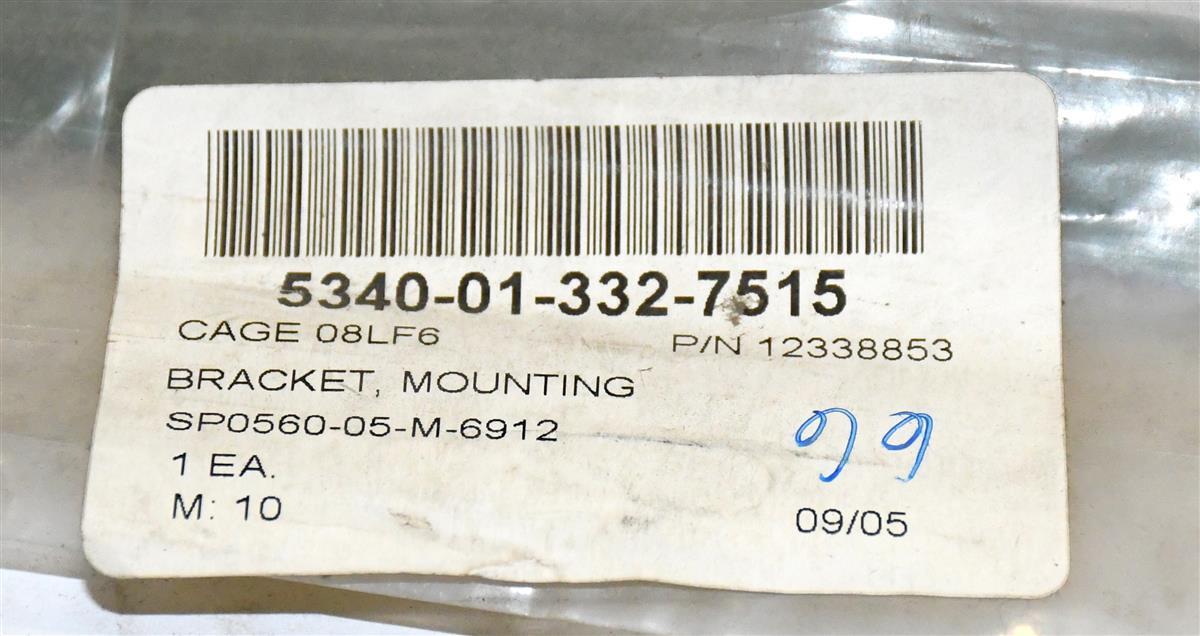 5340-01-332-7515
CAGE 08LF6 P/N 12338853
BRACKET, MOUNTING
SP0560-05-M-6912
1 EA.
M: 10
09/05